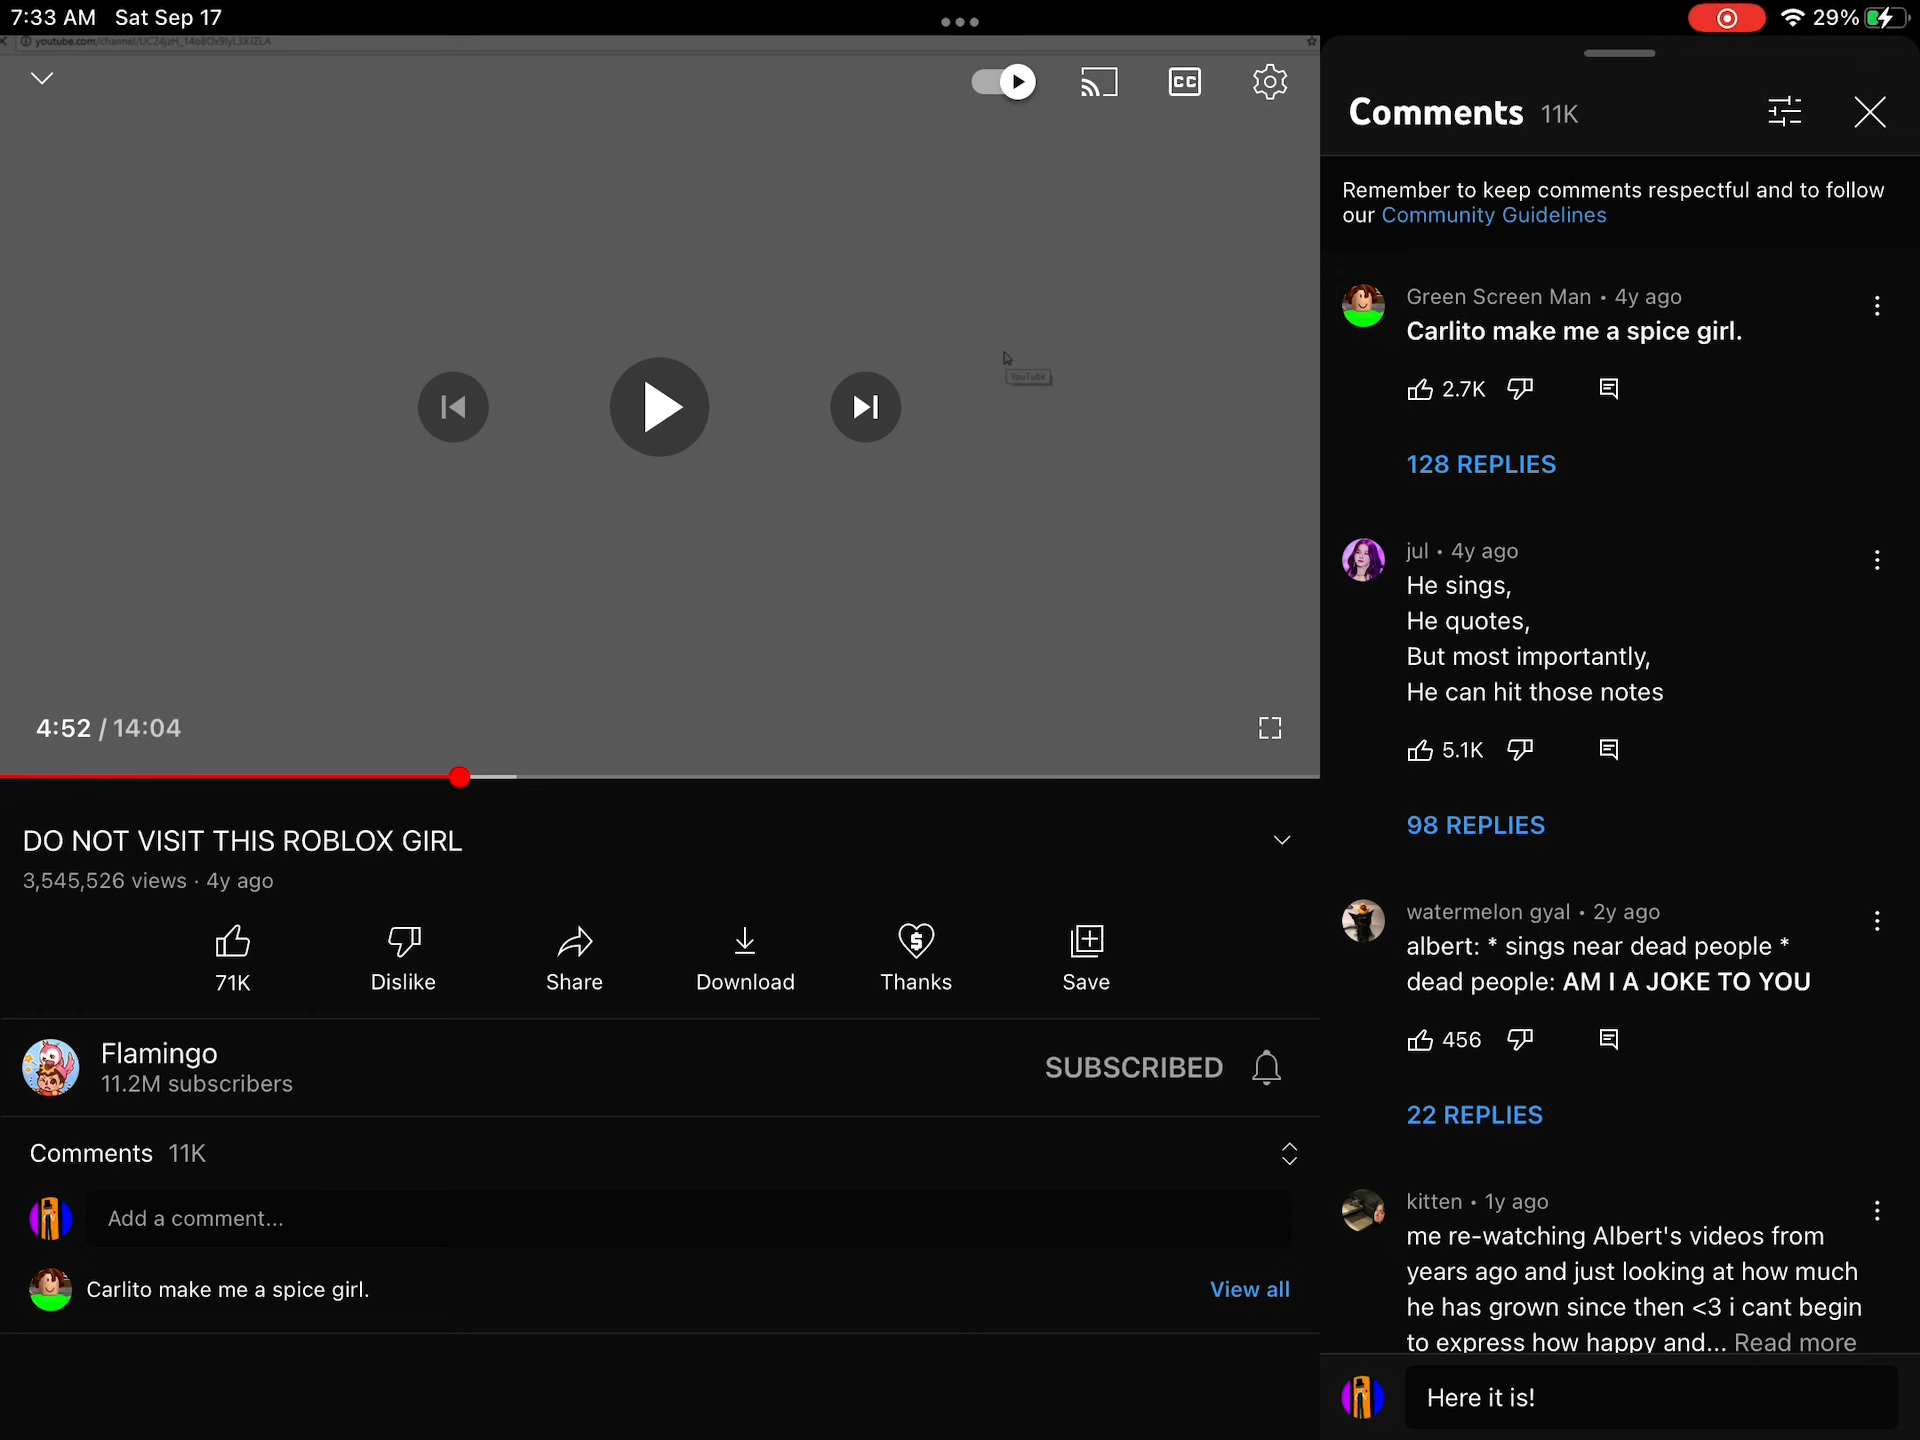 7:33 AM Sat Sep 17
29%
CC
YouTube
4:52 / 14:04
DO NOT VISIT THIS ROBLOX GIRL
3,545,526 views · 4y ago
71K
Dislike
Share
Download
Thanks
Save
Flamingo
11.2M subscribers
SUBSCRIBED
Comments 11K
Add a comment...
Carlito make me a spice girl.
View all
Comments 11K
Remember to keep comments respectful and to follow
our Community Guidelines
Green Screen Man • 4y ago
Carlito make me a spice girl.
2.7K
128 REPLIES
jul • 4y ago
He sings,
He quotes,
But most importantly,
He can hit those notes
5.1K
98 REPLIES
watermelon gyal • 2y ago
albert: * sings near dead people *
dead people: AM I A JOKE TO YOU
456
22 REPLIES
kitten • 1y ago
me re-watching Albert's videos from
years ago and just looking at how much
he has grown since then <3 i cant begin
to express how happy and... Read more
Here it is!